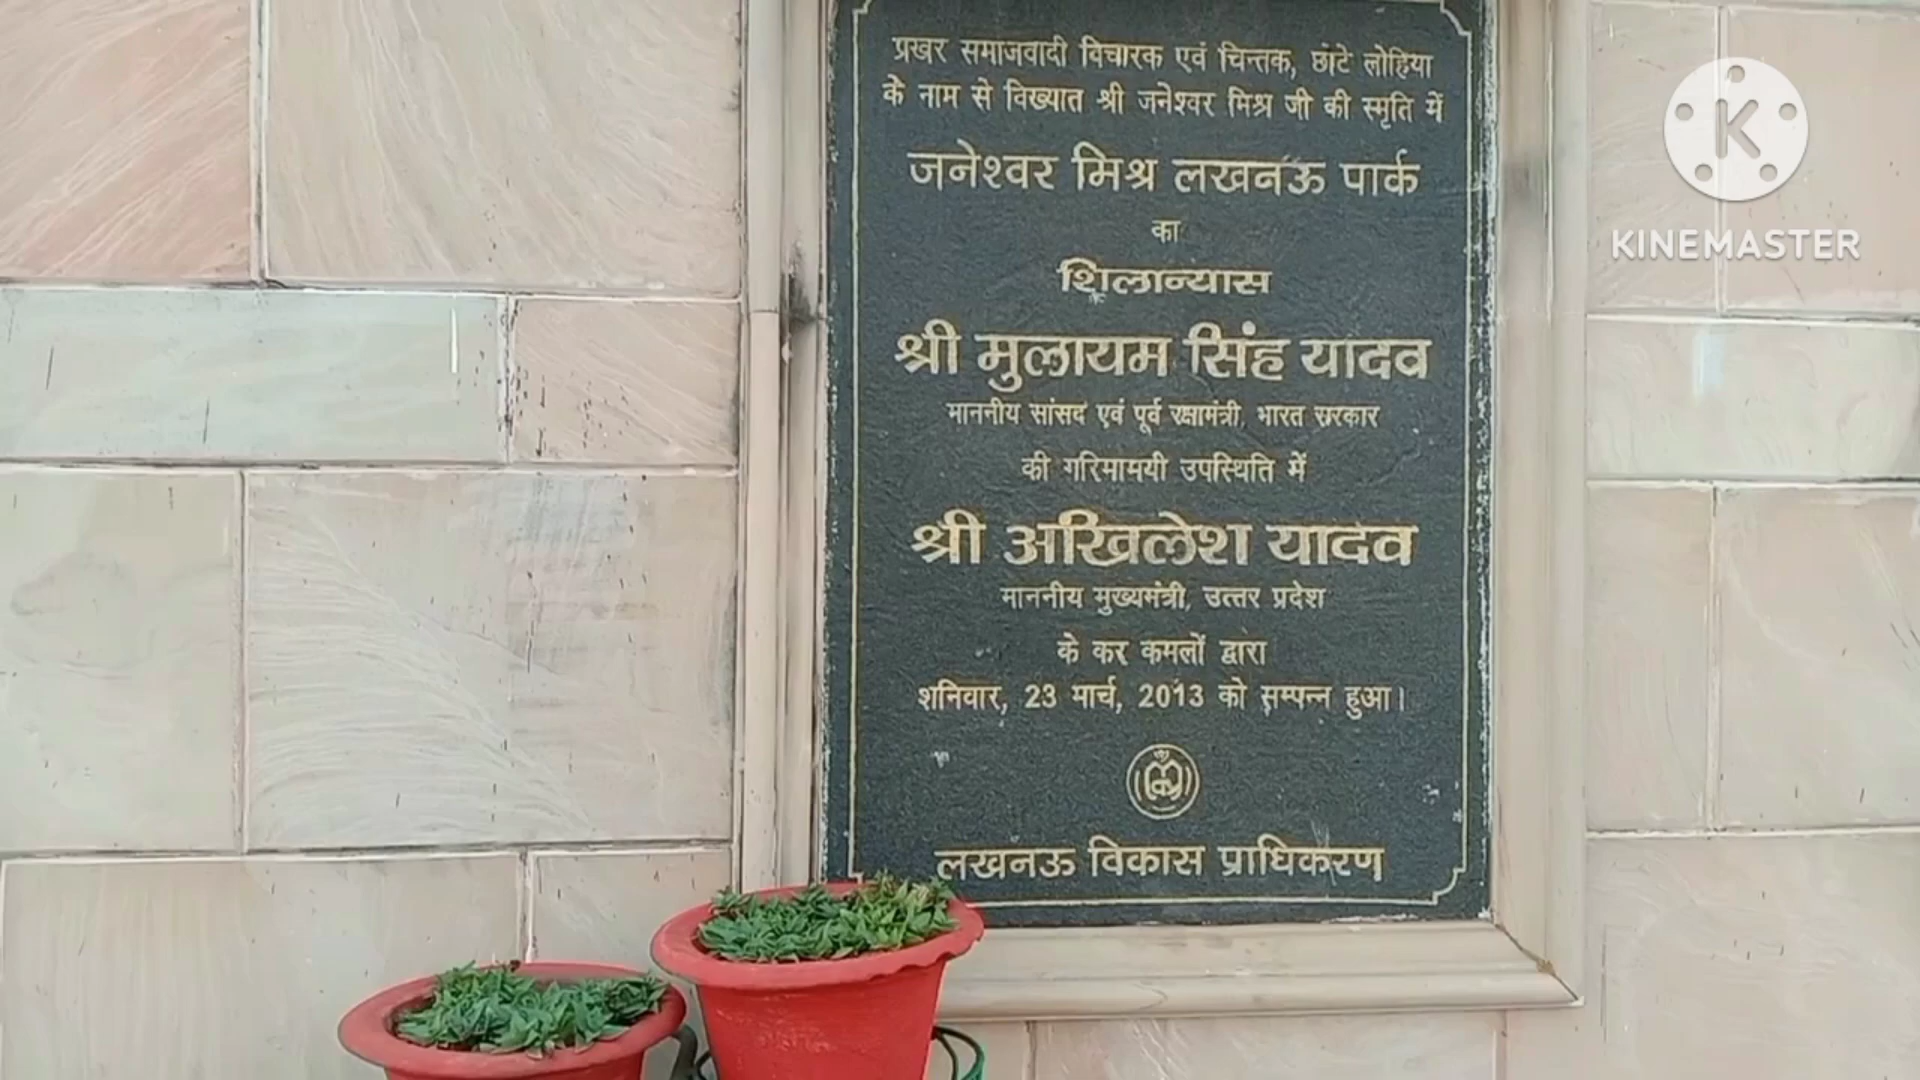 प्रखर समाजवादी विचारक एवं चिन्तक, छोटे लोहिया
के नाम से विख्यात श्री जनेश्वर मिश्र जी की स्मृति में
जनेश्वर मिश्र लखनऊ पार्क
का
शिलान्यास
श्री मुलायम सिंह यादव
माननीय सांसद एवं पूर्व रक्षामंत्री, भारत सरकार
की गरिमामयी उपस्थिति में
श्री अखिलेश यादव
माननीय मुख्यमंत्री, उत्तर प्रदेश
के कर कमलों द्वारा
शनिवार, 23 मार्च, 2013 को सम्पन्न हुआ।
लखनऊ विकास प्राधिकरण
K
KINEMASTER